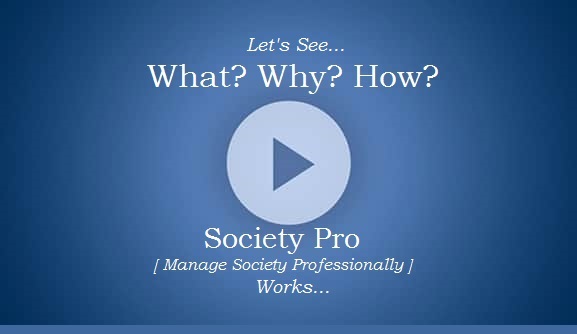 Let's See...
What? Why? How?
Society Pro
[ Manage Society Professionally ]
Works...